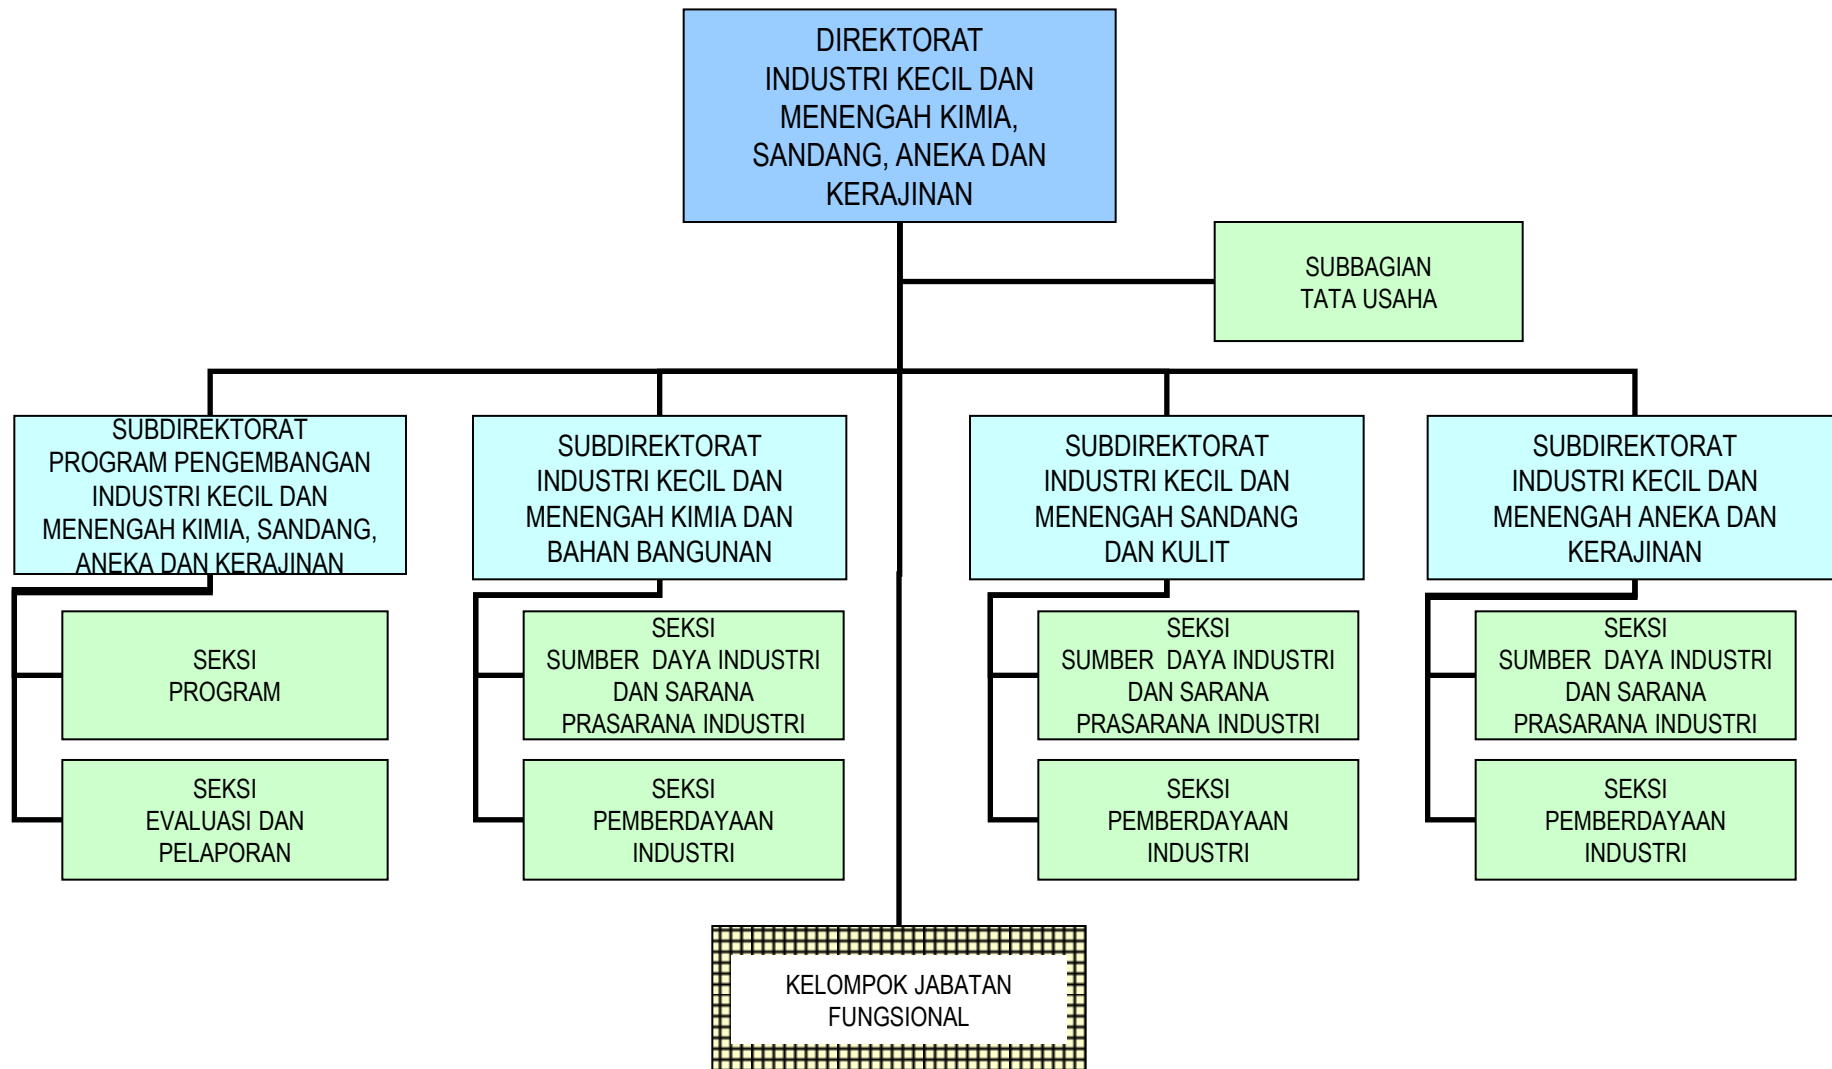 DIREKTORAT
INDUSTRI KECIL DAN
MENENGAH KIMIA,
SANDANG, ANEKA DAN
KERAJINAN
SUBBAGIAN
TATA USAHA
SUBDIREKTORAT
PROGRAM PENGEMBANGAN
INDUSTRI KECIL DAN
MENENGAH KIMIA, SANDANG,
ANEKA DAN KERAJINAN
SUBDIREKTORAT
INDUSTRI KECIL DAN
MENENGAH KIMIA DAN
BAHAN BANGUNAN
SUBDIREKTORAT
INDUSTRI KECIL DAN
MENENGAH SANDANG
DAN KULIT
SUBDIREKTORAT
INDUSTRI KECIL DAN
MENENGAH ANEKA DAN
KERAJINAN
SEKSI
PROGRAM
SEKSI
SUMBER DAYA INDUSTRI
DAN SARANA
PRASARANA INDUSTRI
SEKSI
SUMBER DAYA INDUSTRI
DAN SARANA
PRASARANA INDUSTRI
SEKSI
SUMBER DAYA INDUSTRI
DAN SARANA
PRASARANA INDUSTRI
SEKSI
EVALUASI DAN
PELAPORAN
SEKSI
PEMBERDAYAAN
INDUSTRI
SEKSI
PEMBERDAYAAN
INDUSTRI
SEKSI
PEMBERDAYAAN
INDUSTRI
KELOMPOK JABATAN
FUNGSIONAL